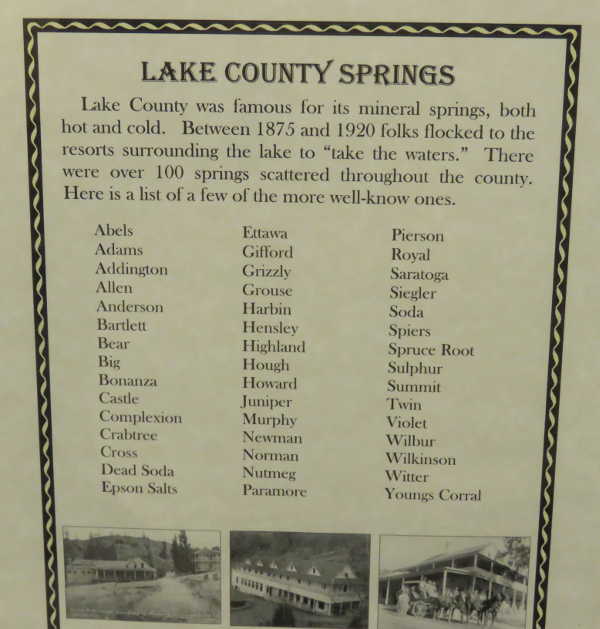 LAKE COUNTY SPRINGS
Lake County was famous for its mineral springs, both
hot and cold. Between 1875 and 1920 folks flocked to the
resorts surrounding the lake to “take the waters.” There
were over 100 springs scattered throughout the county.
Here is a list of a few of the more well-know ones.
Abels
Adams
Addington
Allen
Anderson
Bartlett
Bear
Big
Bonanza
Castle
Complexion
Crabtree
Cross
Dead Soda
Epson Salts
Ettawa
Gifford
Grizzly
Grouse
Harbin
Hensley
Highland
Hough
Howard
Juniper
Murphy
Newman
Norman
Nutmeg
Paramore
Pierson
Royal
Saratoga
Siegler
Soda
Spiers
Spruce Root
Sulphur
Summit
Twin
Violet
Wilbur
Wilkinson
Witter
Youngs Corral